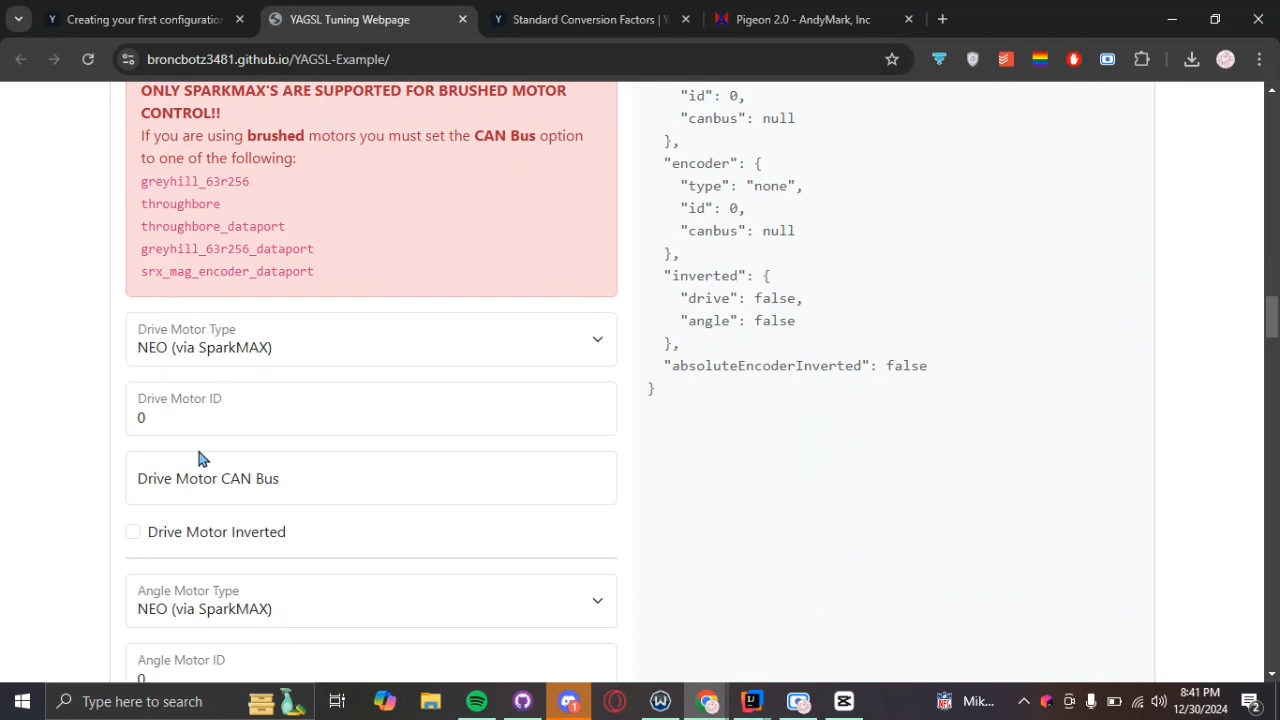 Creating your first configuration
YAGSL Tuning Webpage
Standard Conversion Factors | Y
Pigeon 2.0 - AndyMark, Inc
broncbotz3481.github.io/YAGSL-Example/
ONLY SPARKMAX'S ARE SUPPORTED FOR BRUSHED MOTOR
CONTROL!!
If you are using brushed motors you must set the CAN Bus option
to one of the following:
greyhill_63r256
throughbore
throughbore_dataport
greyhill_63r256_dataport
srx_mag_encoder_dataport
Drive Motor Type
NEO (via SparkMAX)
Drive Motor ID
0
Drive Motor CAN Bus
Drive Motor Inverted
Angle Motor Type
NEO (via SparkMAX)
Angle Motor ID
0
"id": 0,
"canbus": null
},
"encoder": {
"type": "none",
"id": 0,
"canbus": null
},
"inverted": {
"drive": false,
"angle": false
},
"absoluteEncoderInverted": false
}
Type here to search
Mik...
8:41 PM
12/30/2024
2